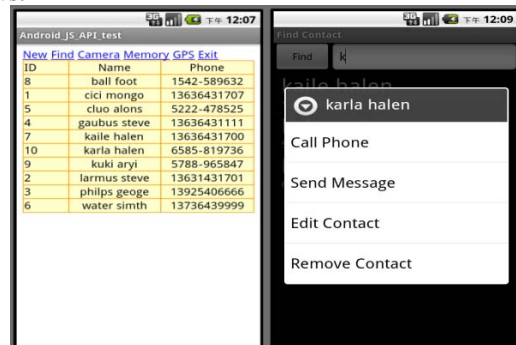 3G 下午 12:07
Android_JS_API_test
New Find Camera Memory GPS Exit
ID Name Phone
8 ball foot 1542-589632
1 cici mongo 13636431707
5 cluo alons 5222-478525
4 gaubus steve 13636431111
7 kaile halen 13636431700
10 karla halen 6585-819736
9 kuki aryi 5788-965847
2 larmus steve 13631431701
3 philps geoge 13925406666
6 water simth 13736439999
3G 下午 12:09
Find Contact
Find k
kaile halen
karla halen
Call Phone
Send Message
Edit Contact
Remove Contact